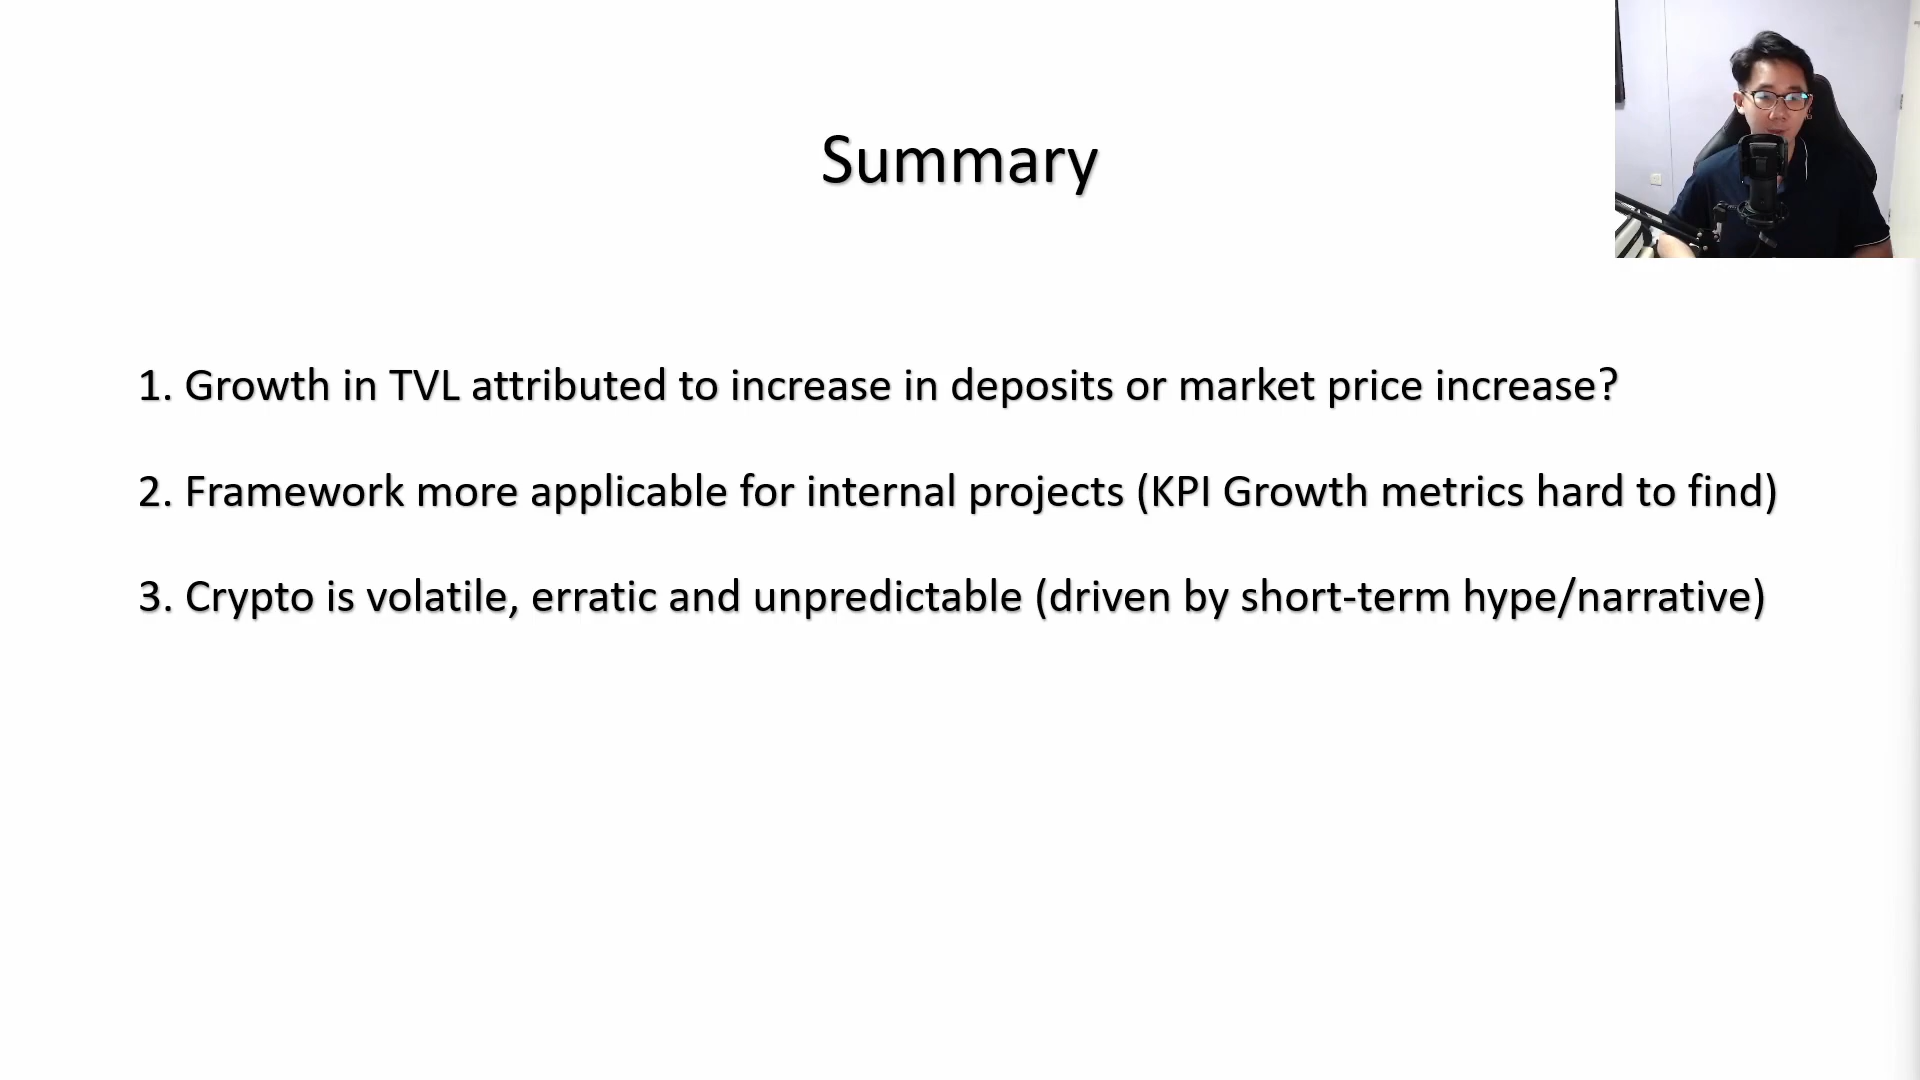 Summary
1. Growth in TVL attributed to increase in deposits or market price increase?
2. Framework more applicable for internal projects (KPI Growth metrics hard to find)
3. Crypto is volatile, erratic and unpredictable (driven by short-term hype/narrative)